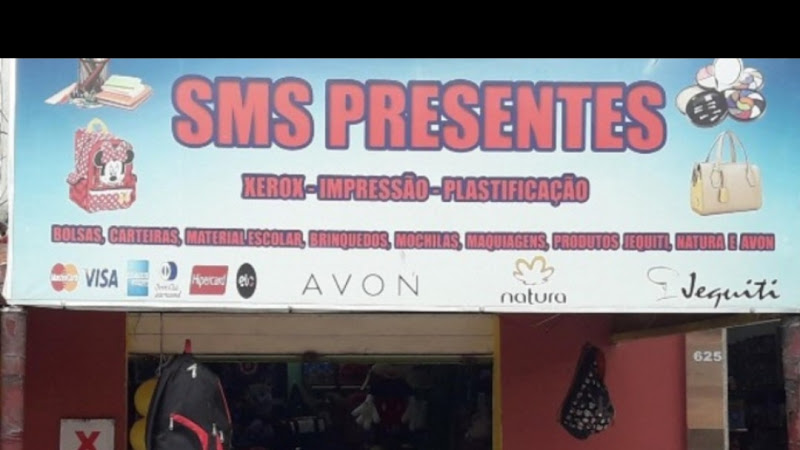 SMS PRESENTES
XEROX - IMPRESSÃO - PLASTIFICAÇÃO
BOLSAS, CARTEIRAS, MATERIAL ESCOLAR, BRINQUEDOS, MOCHILAS, MAQUIAGENS, PRODUTOS JEQUITI, NATURA E AVON
MasterCard VISA Hipercard elo AVON natura Jequiti
625
X